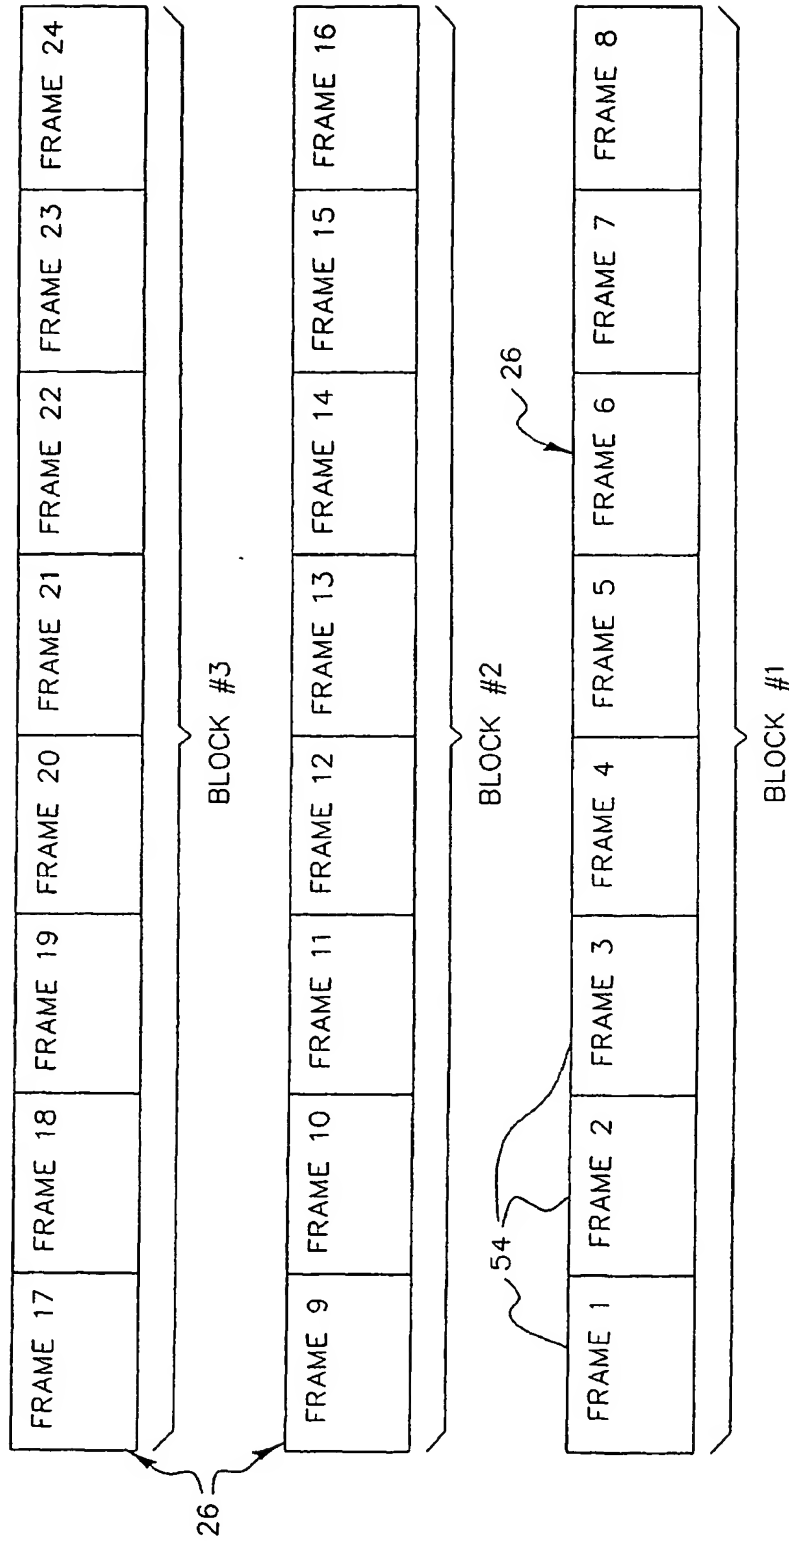 FRAME 17 FRAME 18 FRAME 19 FRAME 20 FRAME 21 FRAME 22 FRAME 23 FRAME 24
26
BLOCK #3
FRAME 9 FRAME 10 FRAME 11 FRAME 12 FRAME 13 FRAME 14 FRAME 15 FRAME 16
BLOCK #2
54
26
FRAME 1 FRAME 2 FRAME 3 FRAME 4 FRAME 5 FRAME 6 FRAME 7 FRAME 8
BLOCK #1